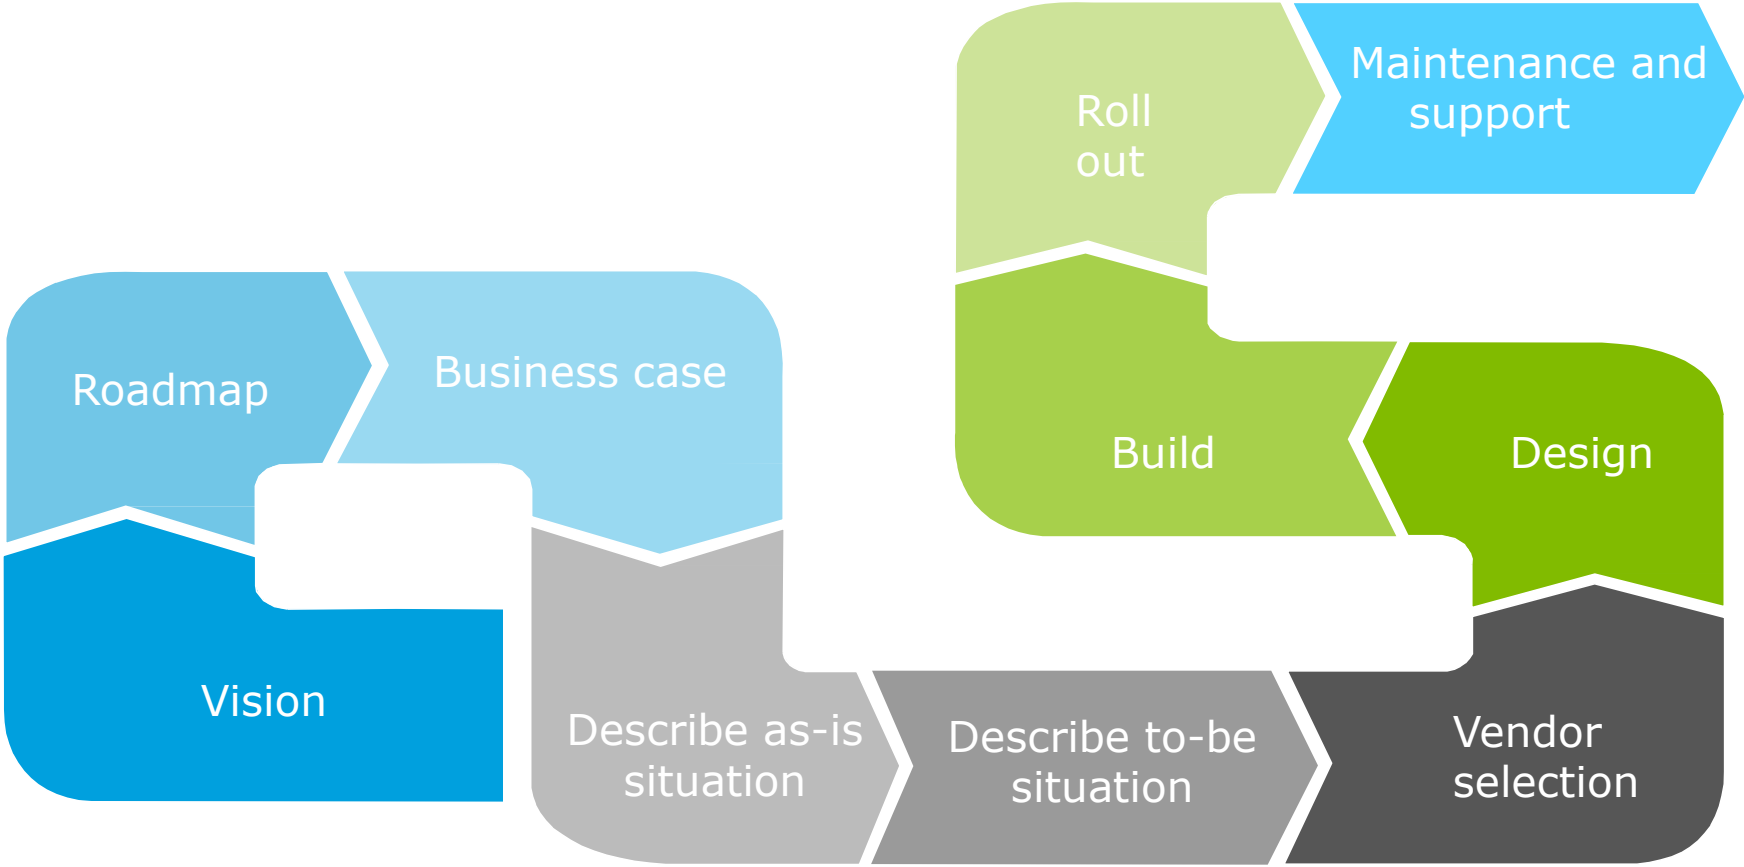 Maintenance and
support
Roll
out
Roadmap
Business case
Build
Design
Vision
Describe as-is
situation
Describe to-be
situation
Vendor
selection